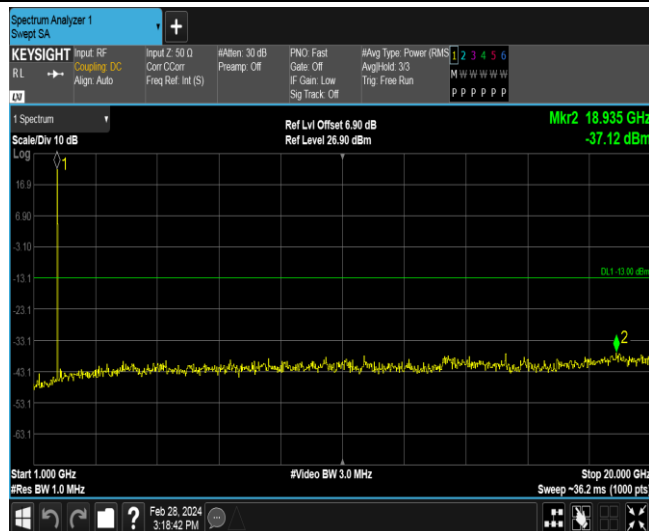 Spectrum Analyzer 1
Swept SA
+
KEYSIGHT
RL
LXI
Input: RF
Coupling: DC
Align: Auto
Input Z: 50 Ω
Corr CCorr
Freq Ref: Int (S)
#Atten: 30 dB
Preamp: Off
PNO: Fast
Gate: Off
IF Gain: Low
Sig Track: Off
#Avg Type: Power (RMS
Avg|Hold: 3/3
Trig: Free Run
1 2 3 4 5 6
M W W W W W
P P P P P P
1 Spectrum
Scale/Div 10 dB
Ref Lvl Offset 6.90 dB
Ref Level 26.90 dBm
Mkr2 18.935 GHz
-37.12 dBm
Log
1
16.9
6.90
-3.10
DL1 -13.00 dBm
-13.1
-23.1
-33.1
2
-43.1
-53.1
-63.1
Start 1.000 GHz
#Res BW 1.0 MHz
#Video BW 3.0 MHz
Stop 20.000 GHz
Sweep ~36.2 ms (1000 pts)
?
Feb 28, 2024
3:18:42 PM